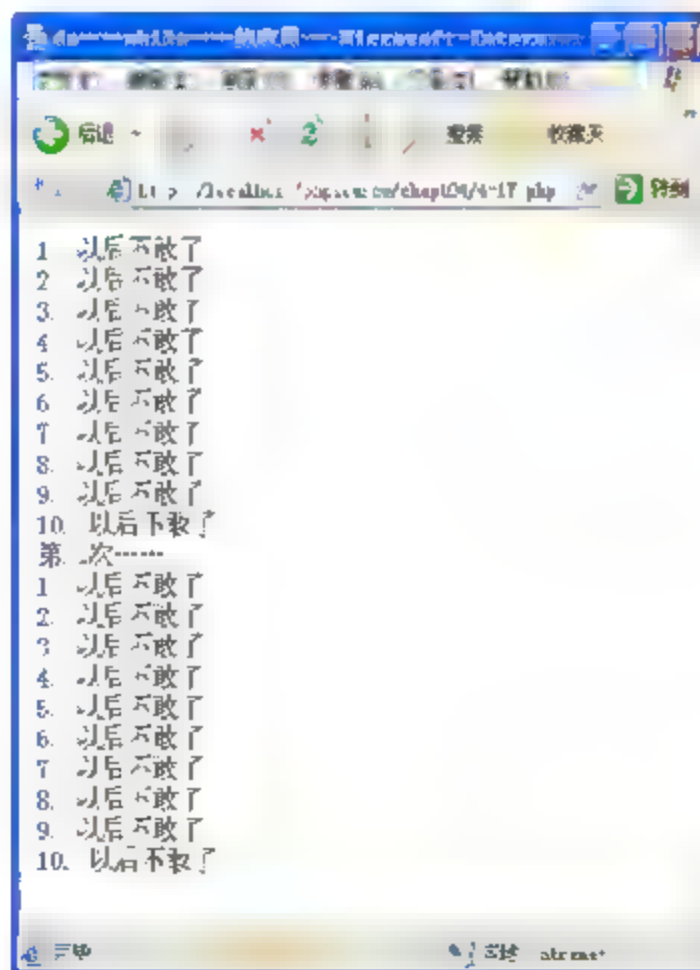 后退 搜索 收藏夹
转到
1 以后不敢了
2 以后不敢了
3. 以后不敢了
4 以后不敢了
5. 以后不敢了
6 以后不敢了
7 以后不敢了
8. 以后不敢了
9. 以后不敢了
10. 以后不敢了
第 次……
1 以后不敢了
2. 以后不敢了
3 以后不敢了
4. 以后不敢了
5. 以后不敢了
6. 以后不敢了
7 以后不敢了
8. 以后不敢了
9. 以后不敢了
10. 以后不敢了